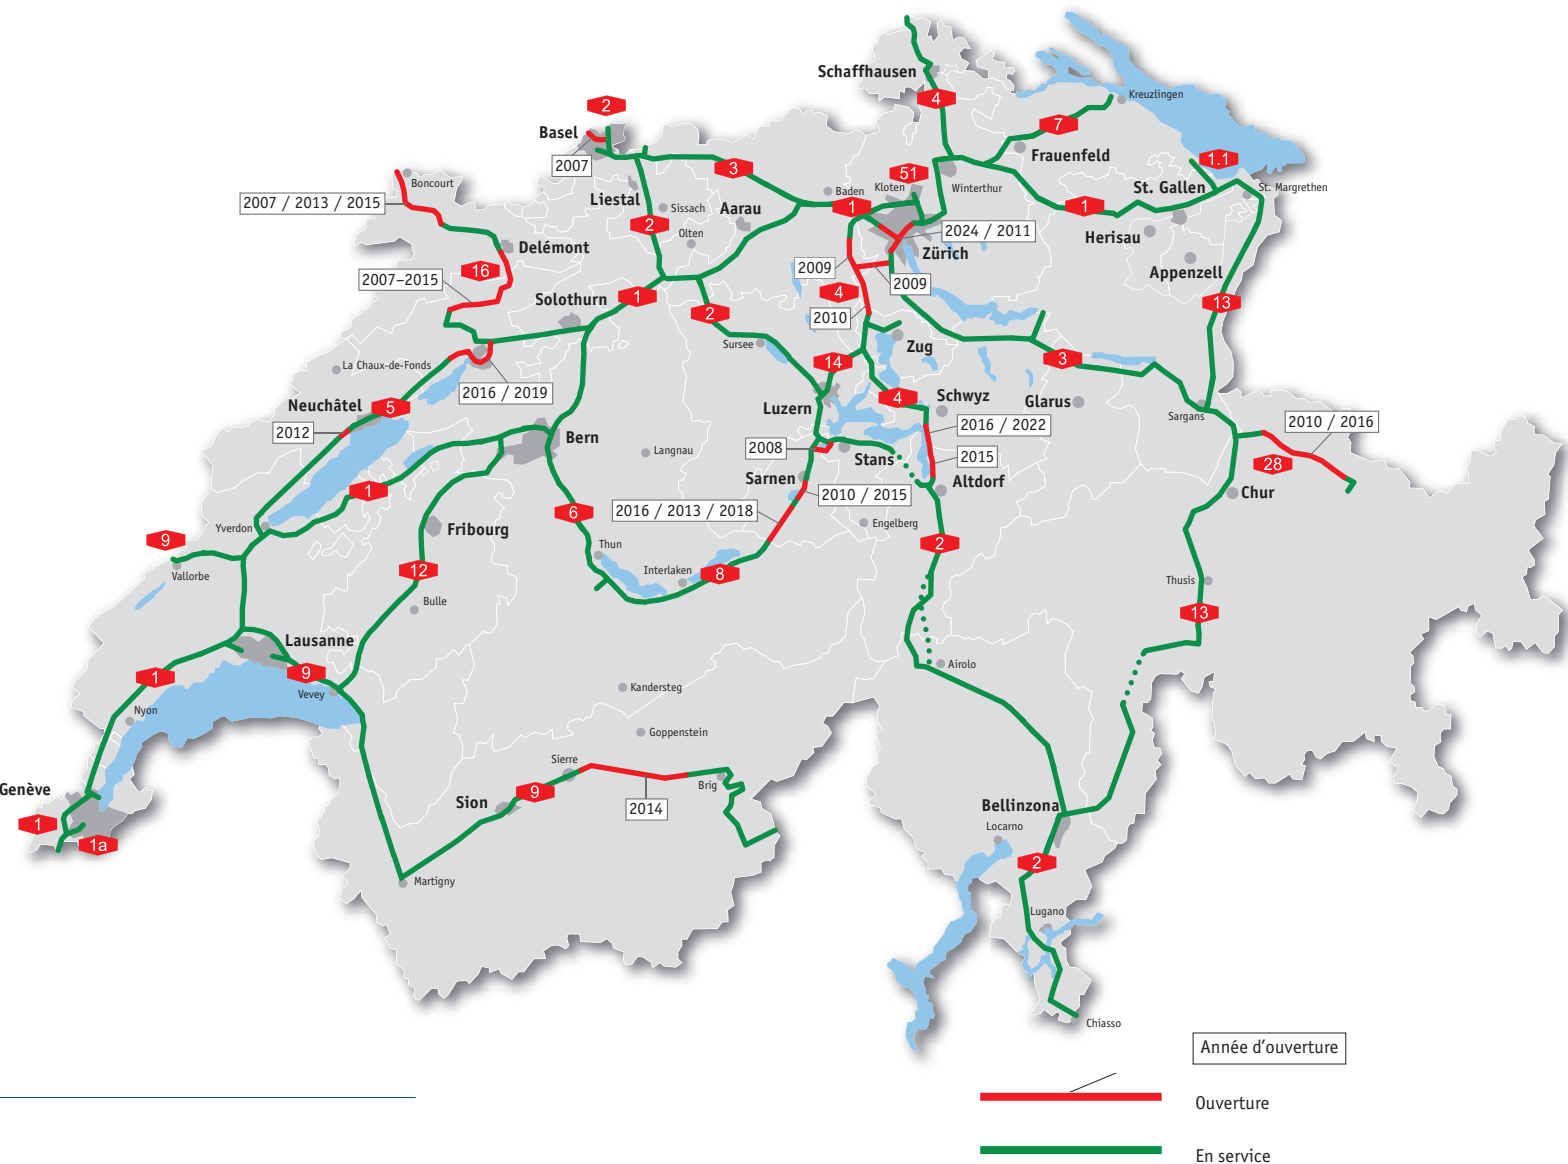 Schaffhausen
4
Kreuzlingen
2
Basel
7
Frauenfeld
2007
3
51
1.1
Boncourt
Baden
Kloten
Winterthur
St. Gallen
St. Margrethen
2007 / 2013 / 2015
Liestal
Sissach
Aarau
1
1
2
Olten
2024 / 2011
Herisau
Delémont
Zürich
Appenzell
16
2009
2007–2015
2009
Solothurn
1
4
13
2
2010
Sursee
Zug
La Chaux-de-Fonds
14
3
2016 / 2019
4
Schwyz
Glarus
Neuchâtel
5
Luzern
Sargans
2010 / 2016
2012
Bern
2016 / 2022
2008
Langnau
Stans
2015
28
Sarnen
Altdorf
1
2010 / 2015
Chur
6
2016 / 2013 / 2018
Engelberg
Yverdon
Fribourg
9
Thun
2
Vallorbe
12
Interlaken
8
Thusis
Bulle
13
Lausanne
Airolo
1
9
Vevey
Kandersteg
Nyon
Goppenstein
Sierre
Genève
Brig
9
Sion
2014
Bellinzona
1
Locarno
1a
2
Martigny
Lugano
Chiasso
Année d'ouverture
Ouverture
En service